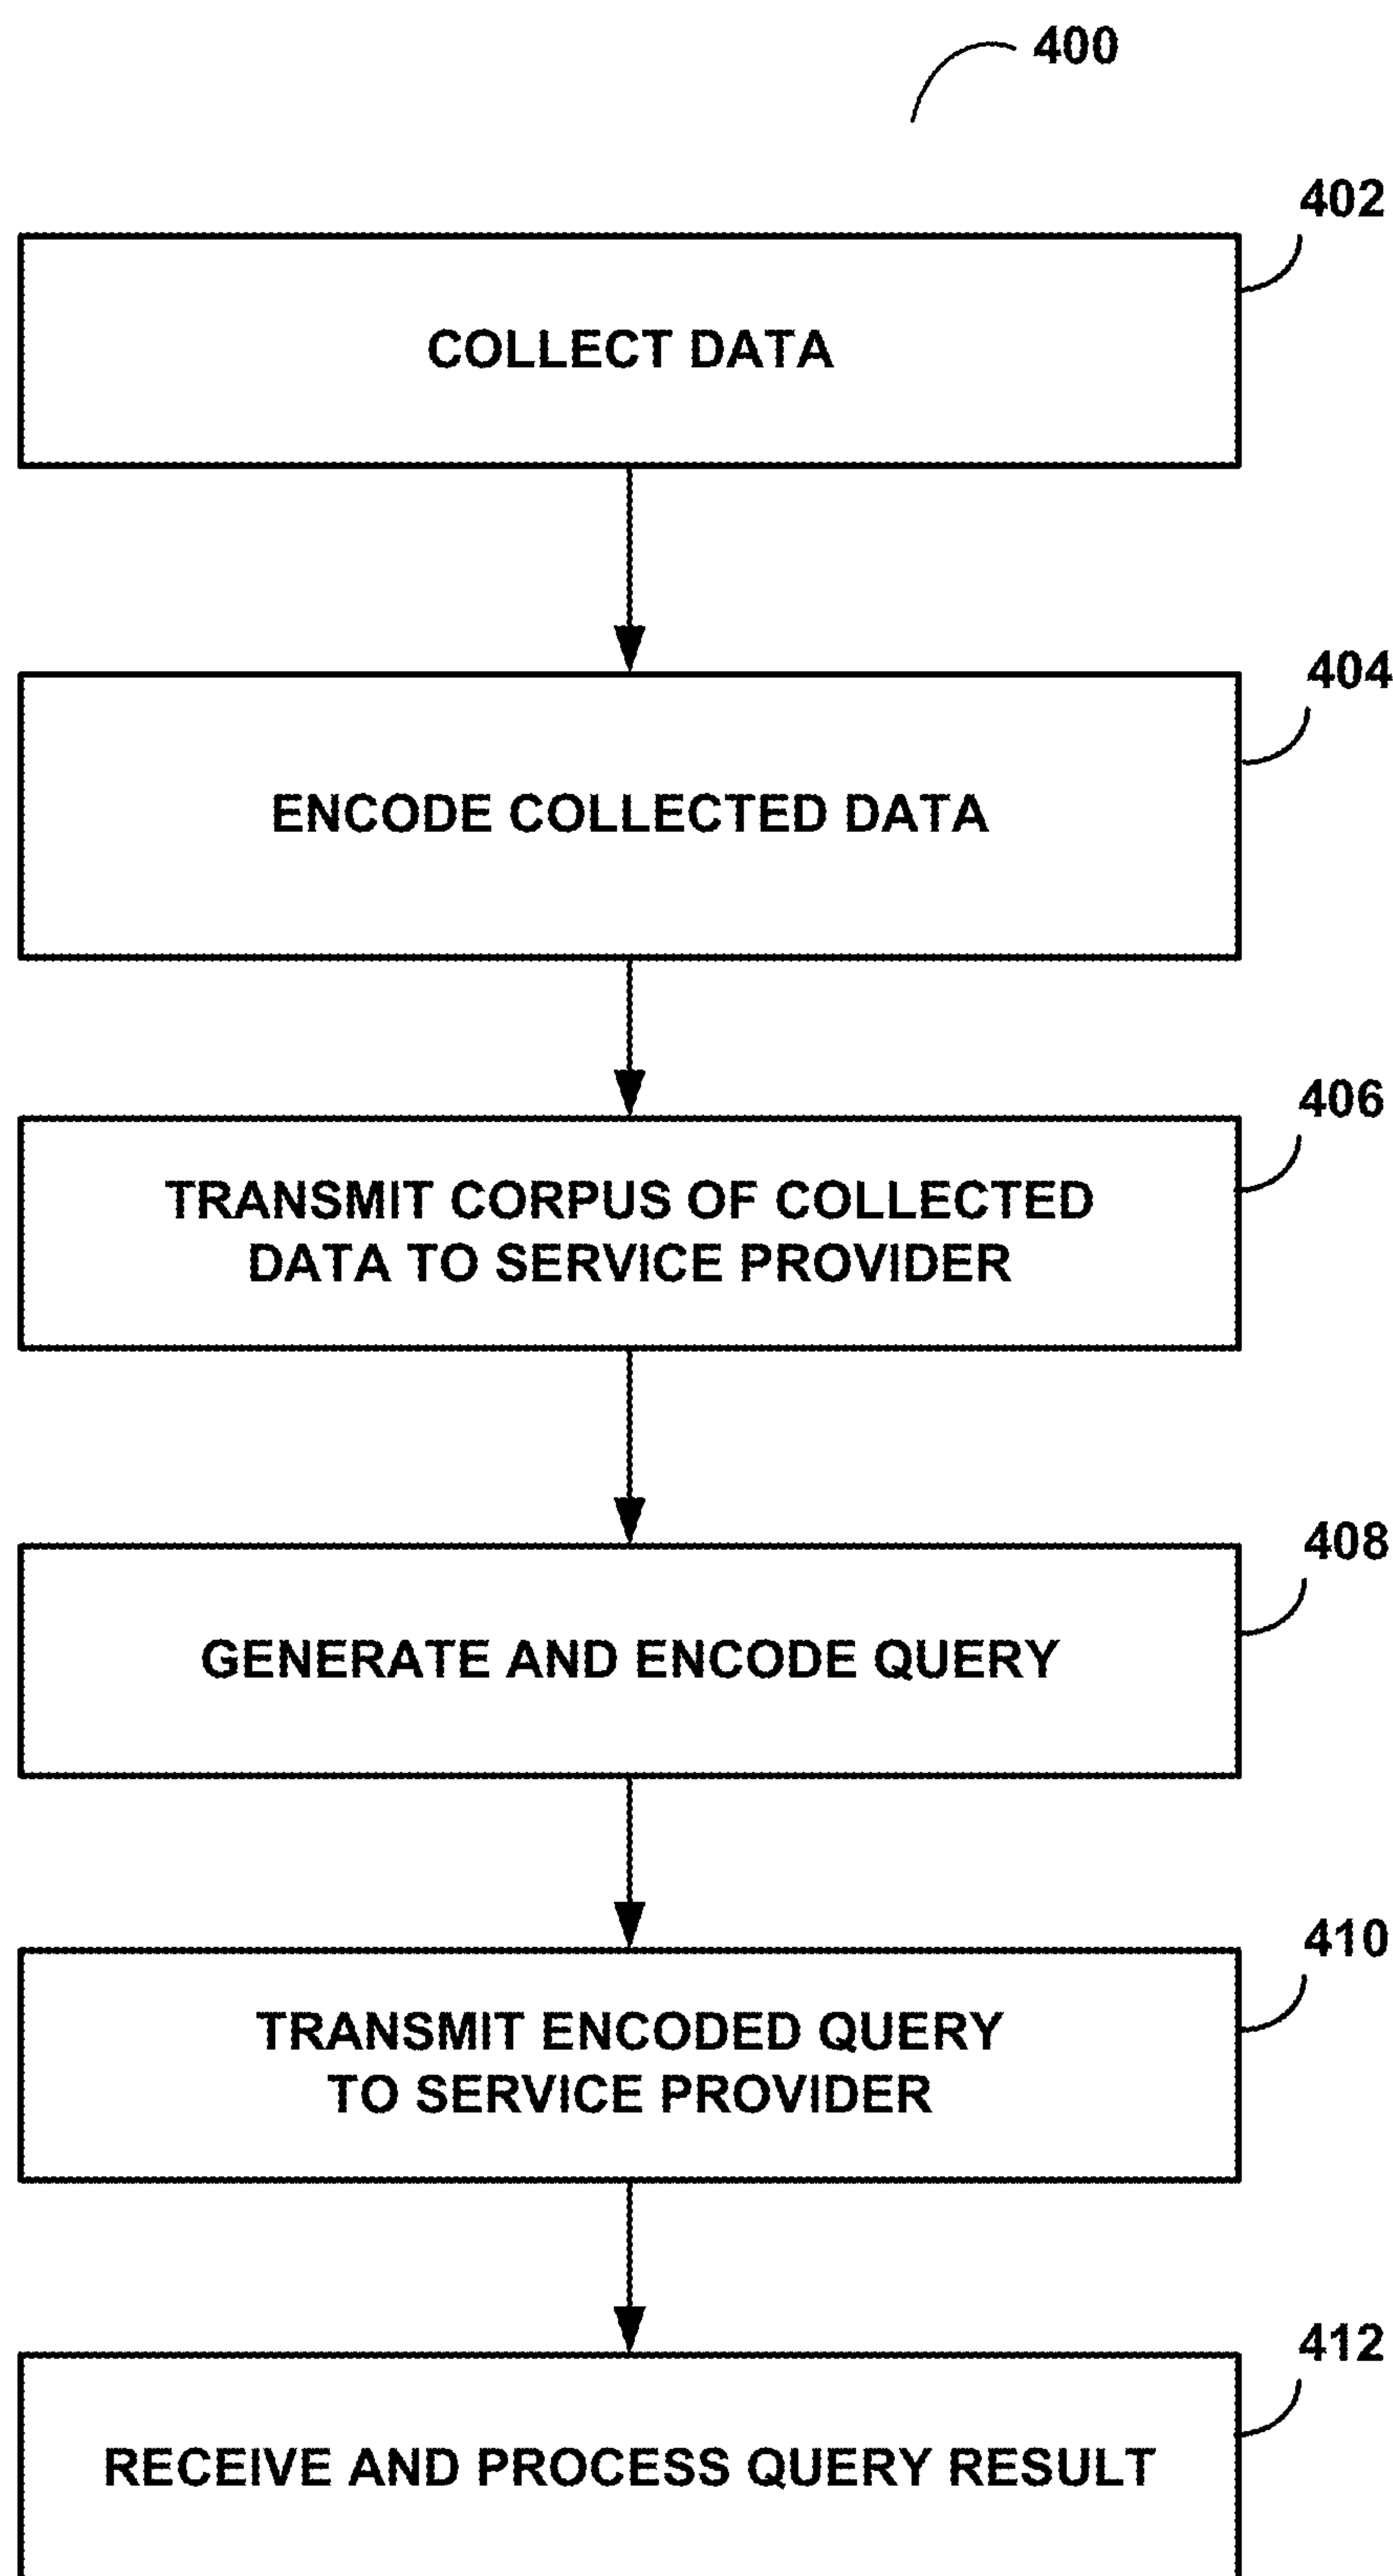 400
402
COLLECT DATA
404
ENCODE COLLECTED DATA
406
TRANSMIT CORPUS OF COLLECTED
DATA TO SERVICE PROVIDER
408
GENERATE AND ENCODE QUERY
410
TRANSMIT ENCODED QUERY
TO SERVICE PROVIDER
412
RECEIVE AND PROCESS QUERY RESULT